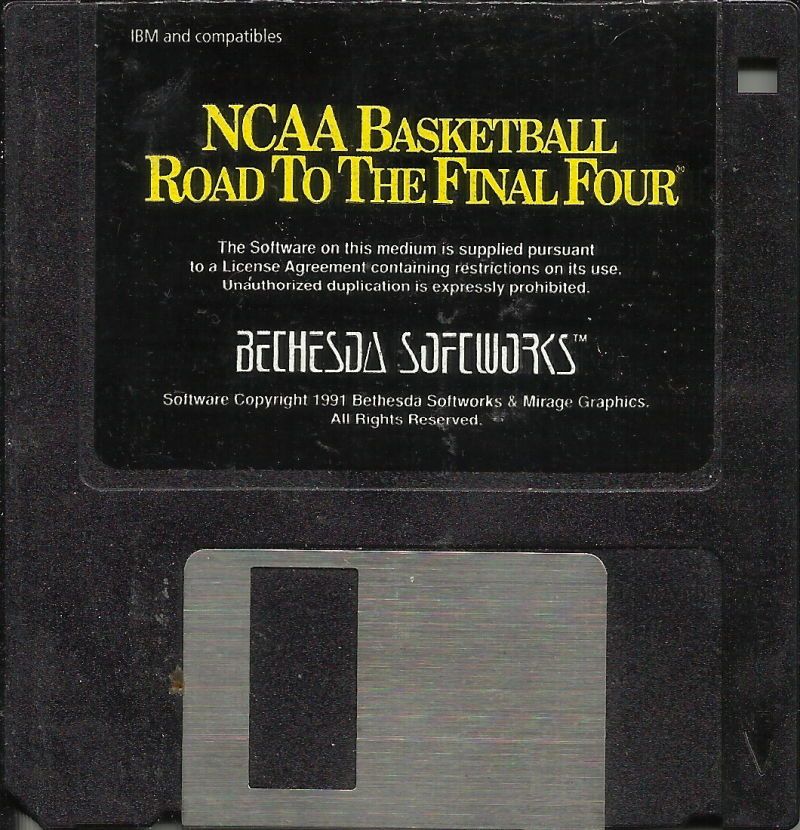 IBM and compatibles
NCAA BASKETBALL
ROAD TO THE FINAL FOUR®
The Software on this medium is supplied pursuant
to a License Agreement containing restrictions on its use.
Unauthorized duplication is expressly prohibited.
BETHESDA SOFTWORKS™
Software Copyright 1991 Bethesda Softworks & Mirage Graphics.
All Rights Reserved.